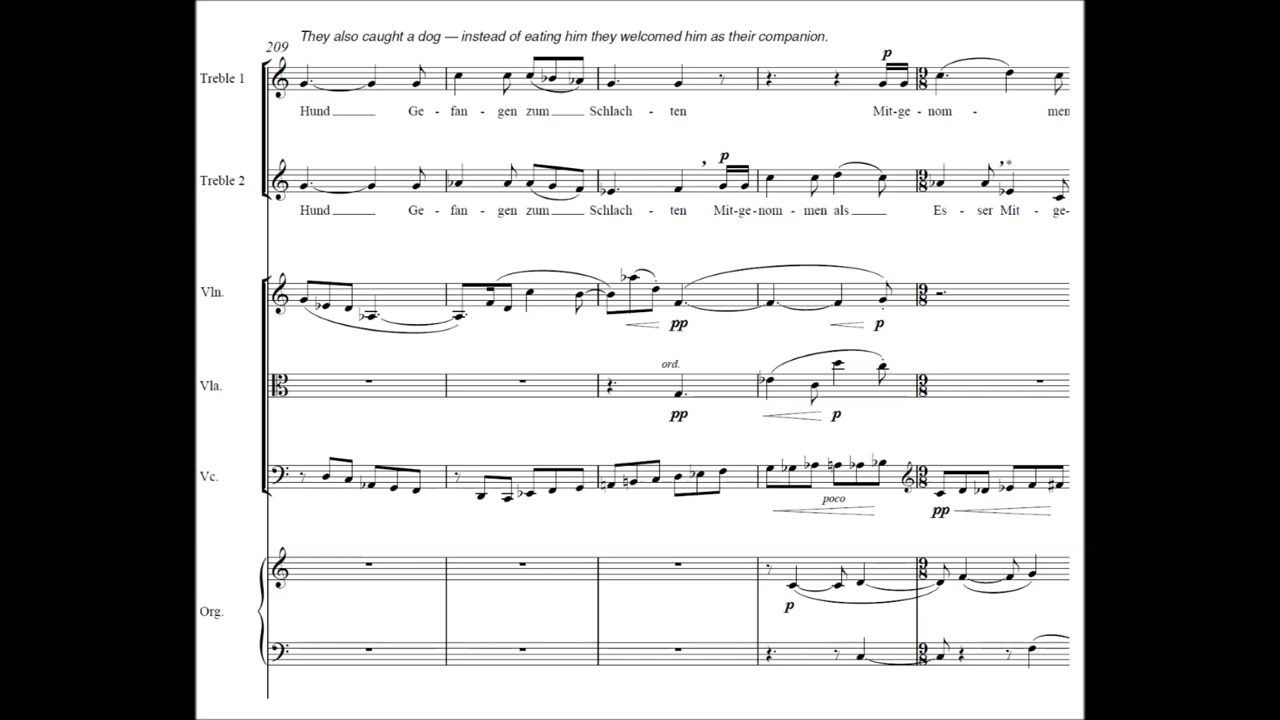 They also caught a dog — instead of eating him they welcomed him as their companion.
209
p
Treble 1
Hund Ge - fan - gen zum Schlach - ten Mit-ge - nom - men
p
Treble 2
Hund Ge - fan - gen zum Schlach - ten Mit-ge-nom - men als Es - ser Mit - ge-
Vln.
pp p
ord.
Vla.
pp p
Vc.
poco
pp
p
Org.